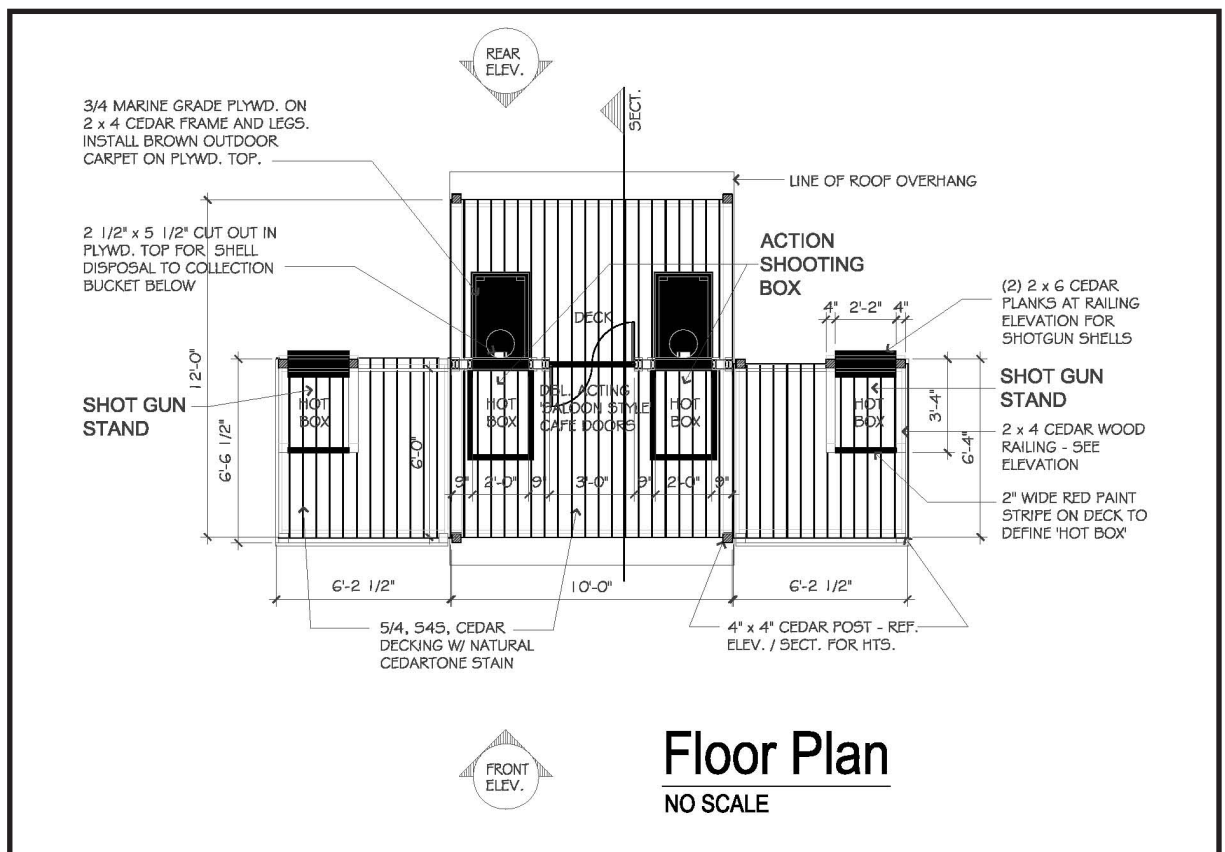 REAR
ELEV.
SECT.
3/4 MARINE GRADE PLYWD. ON
2 x 4 CEDAR FRAME AND LEGS.
INSTALL BROWN OUTDOOR
CARPET ON PLYWD. TOP.
LINE OF ROOF OVERHANG
2 1/2" x 5 1/2" CUT OUT IN
PLYWD. TOP FOR SHELL
DISPOSAL TO COLLECTION
BUCKET BELOW
ACTION
SHOOTING
BOX
(2) 2 x 6 CEDAR
PLANKS AT RAILING
ELEVATION FOR
SHOTGUN SHELLS
4" 2'-2" 4"
DECK
12'-0"
SHOT GUN
STAND
HOT
BOX
HOT
BOX
DBL. ACTING
'SALOON STYLE'
CAFE DOORS
HOT
BOX
HOT
BOX
SHOT GUN
STAND
3'-4"
6'-4"
2 x 4 CEDAR WOOD
RAILING - SEE
ELEVATION
6'-6 1/2"
6'-0"
9" 2'-0" 9" 3'-0" 9" 2'-0" 9"
2" WIDE RED PAINT
STRIPE ON DECK TO
DEFINE 'HOT BOX'
6'-2 1/2" 10'-0" 6'-2 1/2"
5/4, S4S, CEDAR
DECKING W/ NATURAL
CEDARTONE STAIN
4" x 4" CEDAR POST - REF.
ELEV. / SECT. FOR HTS.
FRONT
ELEV.
Floor Plan
NO SCALE